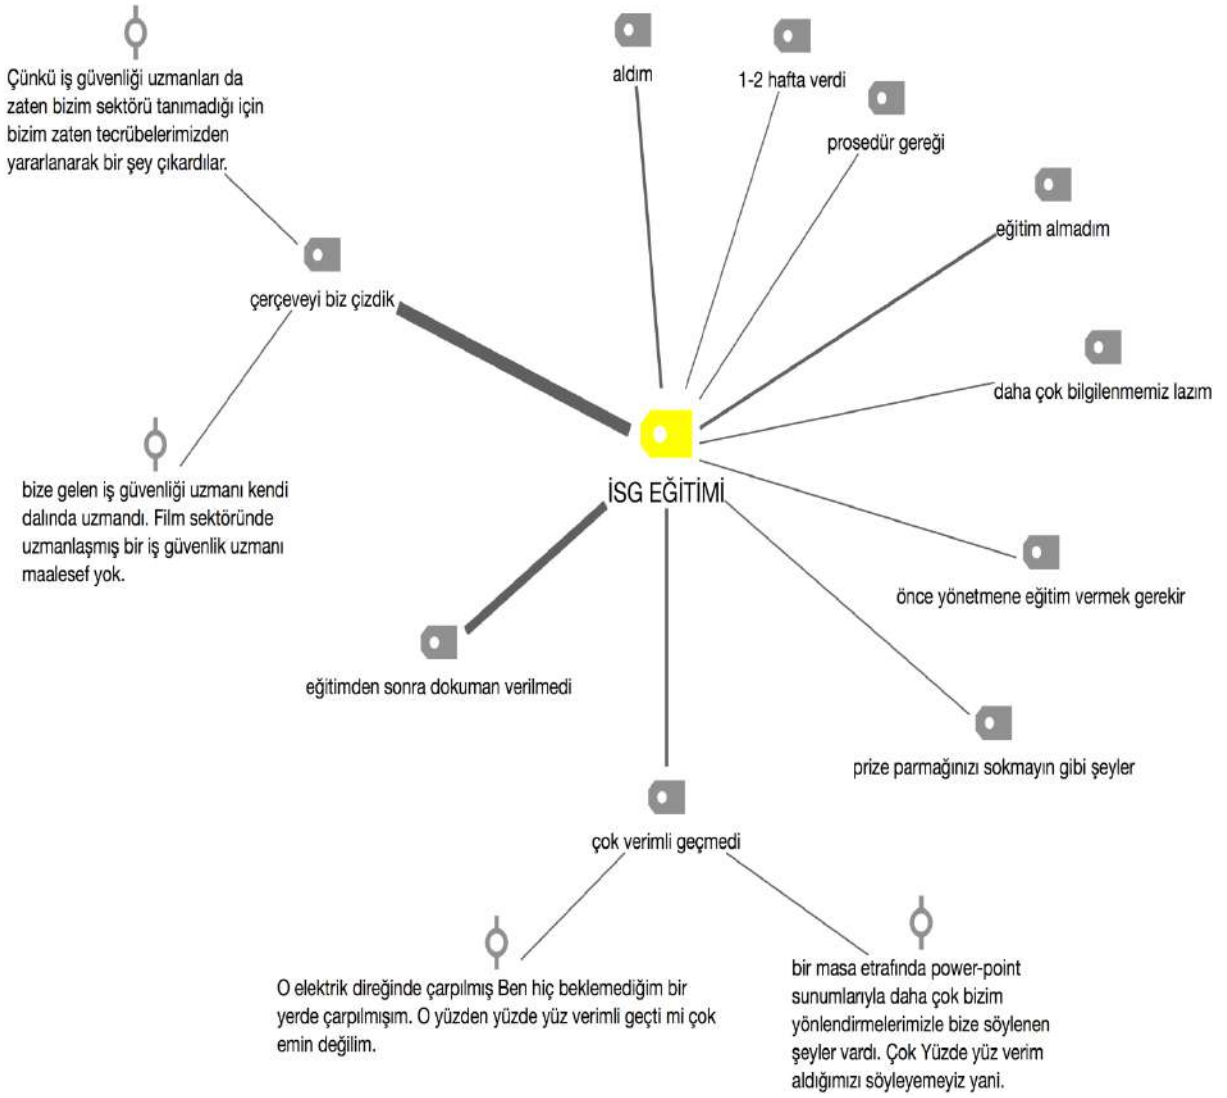 Çünkü iş güvenliği uzmanları da
zaten bizim sektörü tanımadığı için
bizim zaten tecrübelerimizden
yararlanarak bir şey çıkardılar.
aldım
1-2 hafta verdi
prosedür gereği
eğitim almadım
çerçeveyi biz çizdik
daha çok bilgilenmemiz lazım
İSG EĞİTİMİ
bize gelen iş güvenliği uzmanı kendi
dalında uzmandı. Film sektöründe
uzmanlaşmış bir iş güvenlik uzmanı
maalesef yok.
önce yönetmene eğitim vermek gerekir
eğitimden sonra dokuman verilmedi
prize parmağınızı sokmayın gibi şeyler
çok verimli geçmedi
O elektrik direğinde çarpılmış Ben hiç beklemediğim bir
yerde çarpılmışım. O yüzden yüzde yüz verimli geçti mi çok
emin değilim.
bir masa etrafında power-point
sunumlarıyla daha çok bizim
yönlendirmelerimizle bize söylenen
şeyler vardı. Çok Yüzde yüz verim
aldığımızı söyleyemeyiz yani.